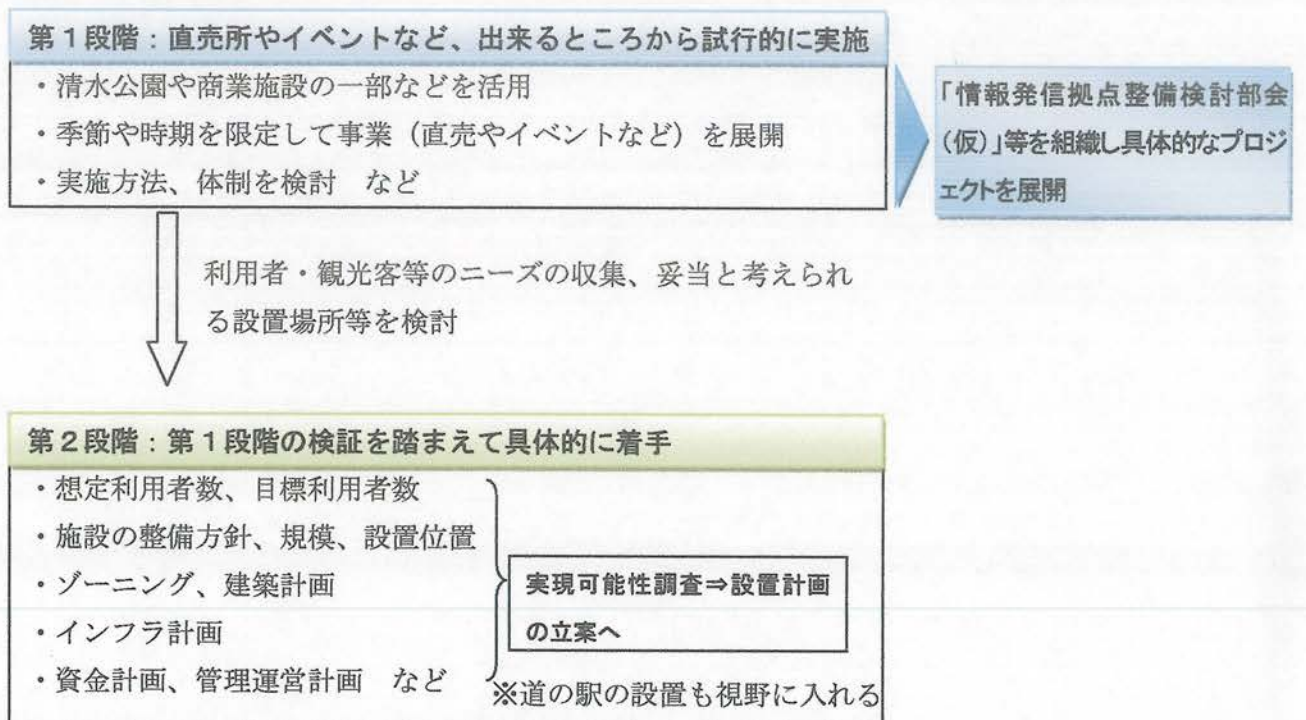 第1段階：直売所やイベントなど、出来るところから試行的に実施
・清水公園や商業施設の一部などを活用
・季節や時期を限定して事業（直売やイベントなど）を展開
・実施方法、体制を検討　など
「情報発信拠点整備検討部会
（仮）」等を組織し具体的なプロジ
ェクトを展開
利用者・観光客等のニーズの収集、妥当と考えられ
る設置場所等を検討
第2段階：第1段階の検証を踏まえて具体的に着手
・想定利用者数、目標利用者数
・施設の整備方針、規模、設置位置
・ゾーニング、建築計画
・インフラ計画
・資金計画、管理運営計画　など
実現可能性調査⇒設置計画
の立案へ
※道の駅の設置も視野に入れる